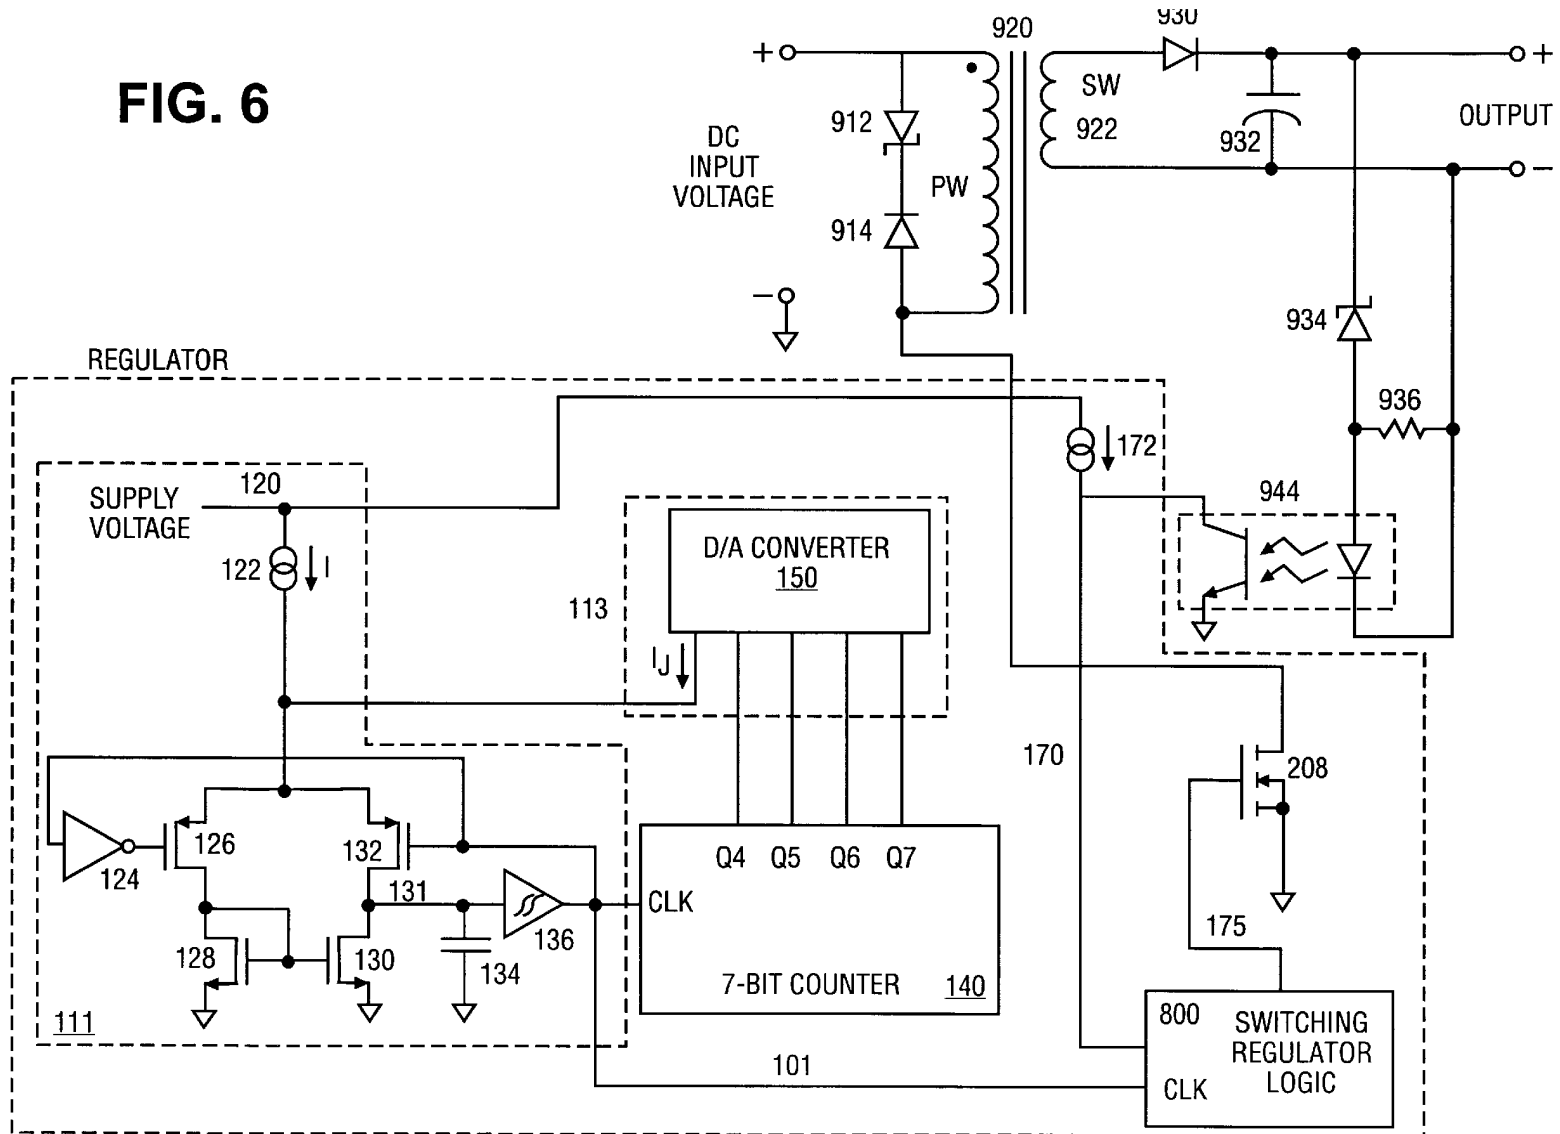 FIG. 6
930
920
+
+
SW
922
912
DC
INPUT
VOLTAGE
932
OUTPUT
PW
−
914
−
934
REGULATOR
936
172
120
SUPPLY
VOLTAGE
944
D/A CONVERTER
150
122
I
113
IJ
170
208
126
132
124
131
Q4 Q5 Q6 Q7
CLK
136
175
128
130
134
7-BIT COUNTER
140
111
800
SWITCHING
REGULATOR
LOGIC
101
CLK